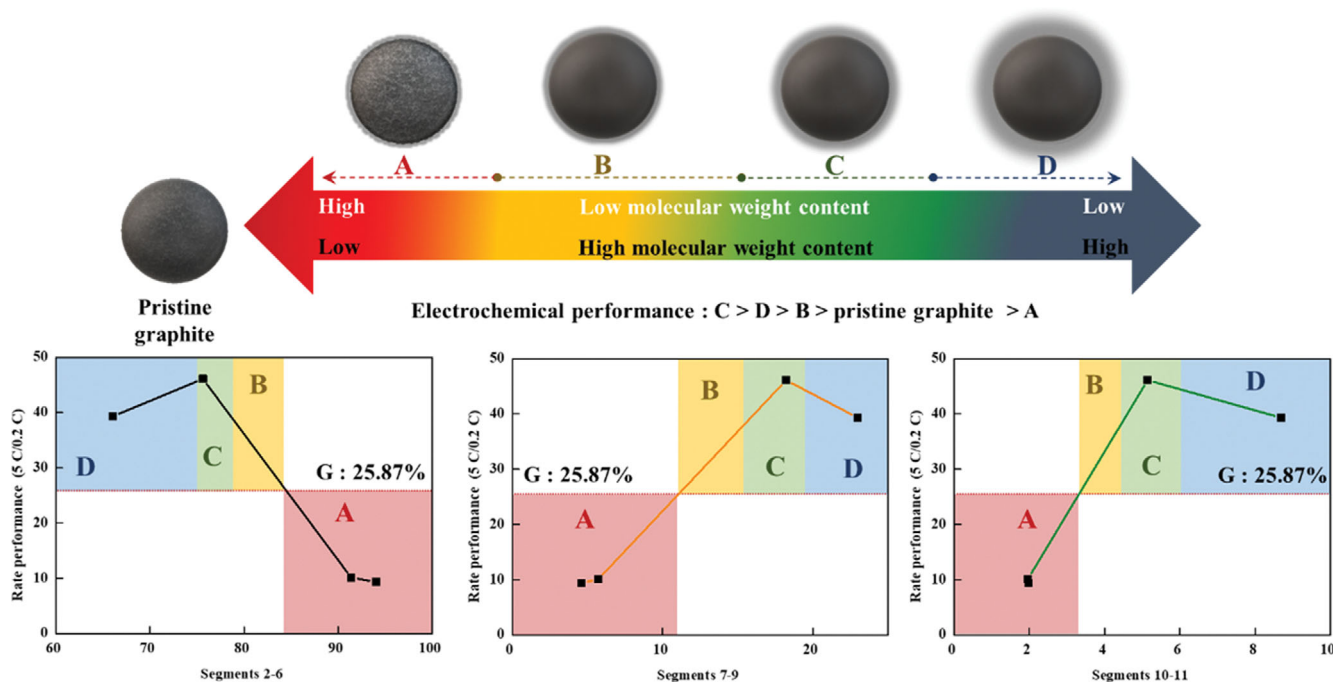 A
B
C
D
High
Low molecular weight content
Low
Low
High molecular weight content
High
Pristine
graphite
Electrochemical performance : C > D > B > pristine graphite > A
Rate performance (5 C/0.2 C)
50
40
30
20
10
0
D
C
B
G : 25.87%
A
60
70
80
90
100
Segments 2-6
Rate performance (5 C/0.2 C)
50
40
30
20
10
0
B
C
D
G : 25.87%
A
0
10
20
Segments 7-9
Rate performance (5 C/0.2 C)
50
40
30
20
10
0
B
D
C
G : 25.87%
A
0
2
4
6
8
10
Segments 10-11